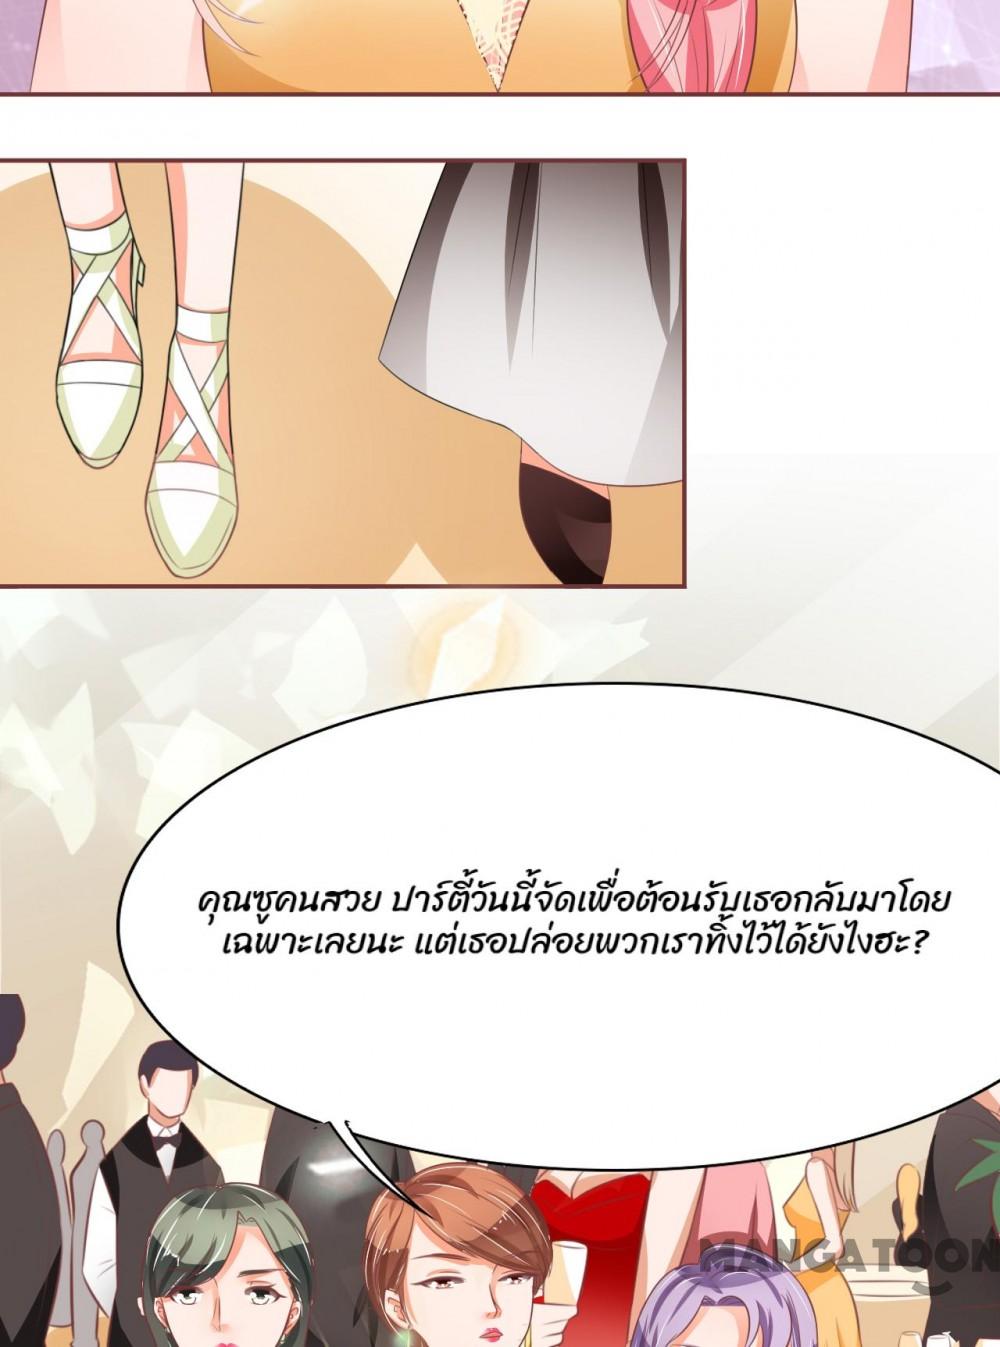 คุณซูคนสวย ปาร์ตี้วันนี้จัดเพื่อต้อนรับเธอกลับมาโดย
เฉพาะเลยนะ แต่เธอปล่อยพวกเราทิ้งไว้ได้ยังไงฮะ?
MANGATOON